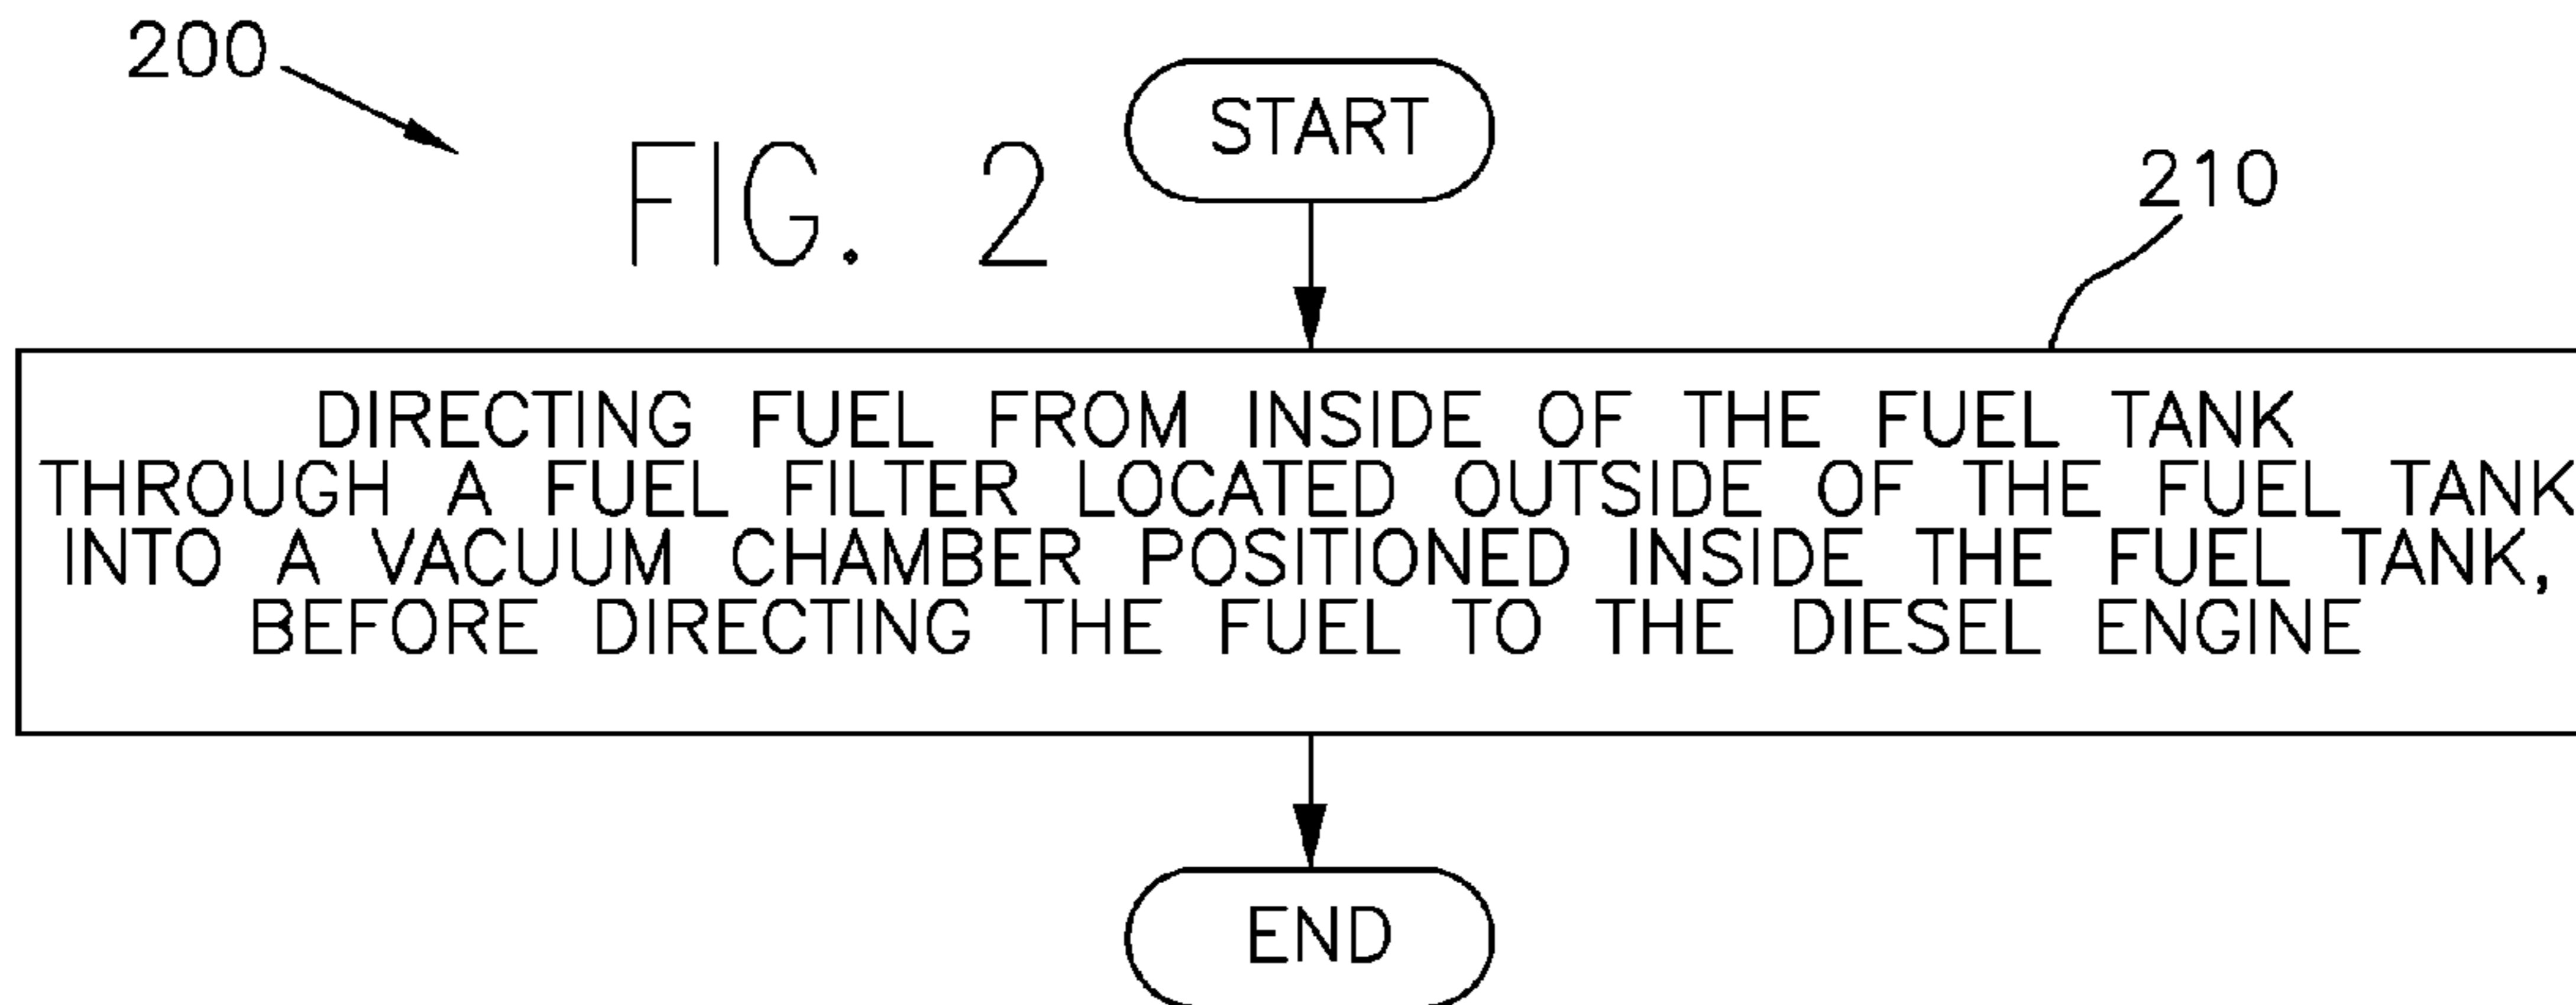 200
START
FIG. 2
210
DIRECTING FUEL FROM INSIDE OF THE FUEL TANK
THROUGH A FUEL FILTER LOCATED OUTSIDE OF THE FUEL TANK
INTO A VACUUM CHAMBER POSITIONED INSIDE THE FUEL TANK,
BEFORE DIRECTING THE FUEL TO THE DIESEL ENGINE
END